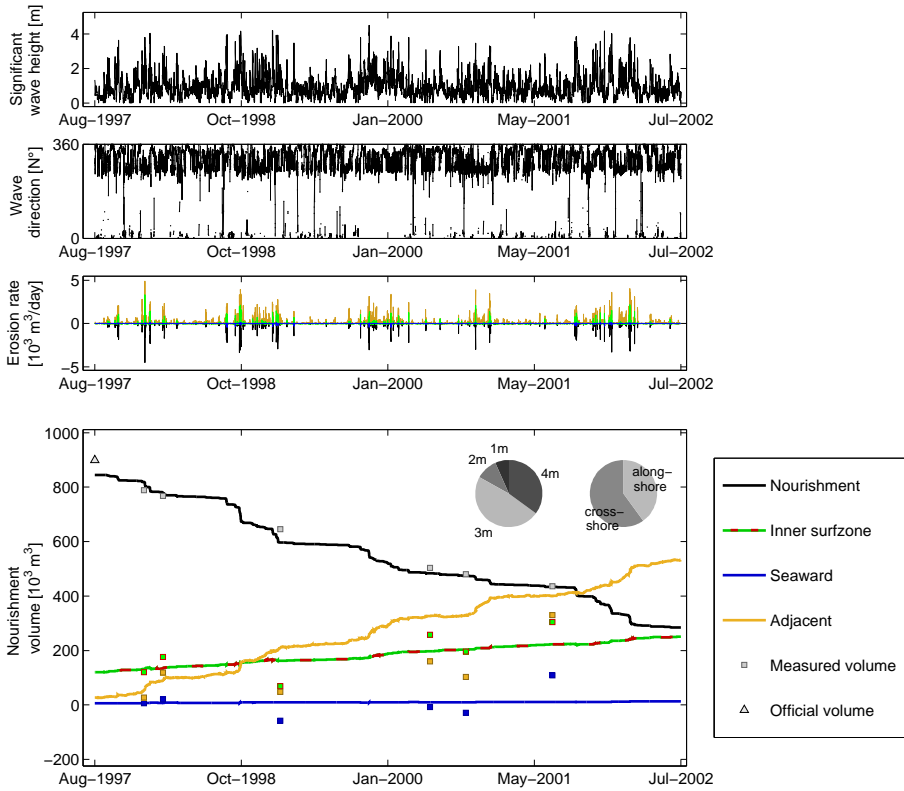 Significant
wave height [m]
4
2
0
Aug−1997
Oct−1998
Jan−2000
May−2001
Jul−2002
Wave
direction [N°]
360
0
Aug−1997
Oct−1998
Jan−2000
May−2001
Jul−2002
Erosion rate
[10³ m³/day]
5
0
−5
Aug−1997
Oct−1998
Jan−2000
May−2001
Jul−2002
Nourishment
volume [10³ m³]
1000
800
600
400
200
0
−200
Aug−1997
Oct−1998
Jan−2000
May−2001
Jul−2002
1m
2m
3m
4m
along−
shore
cross−
shore
Nourishment
Inner surfzone
Seaward
Adjacent
Measured volume
Official volume